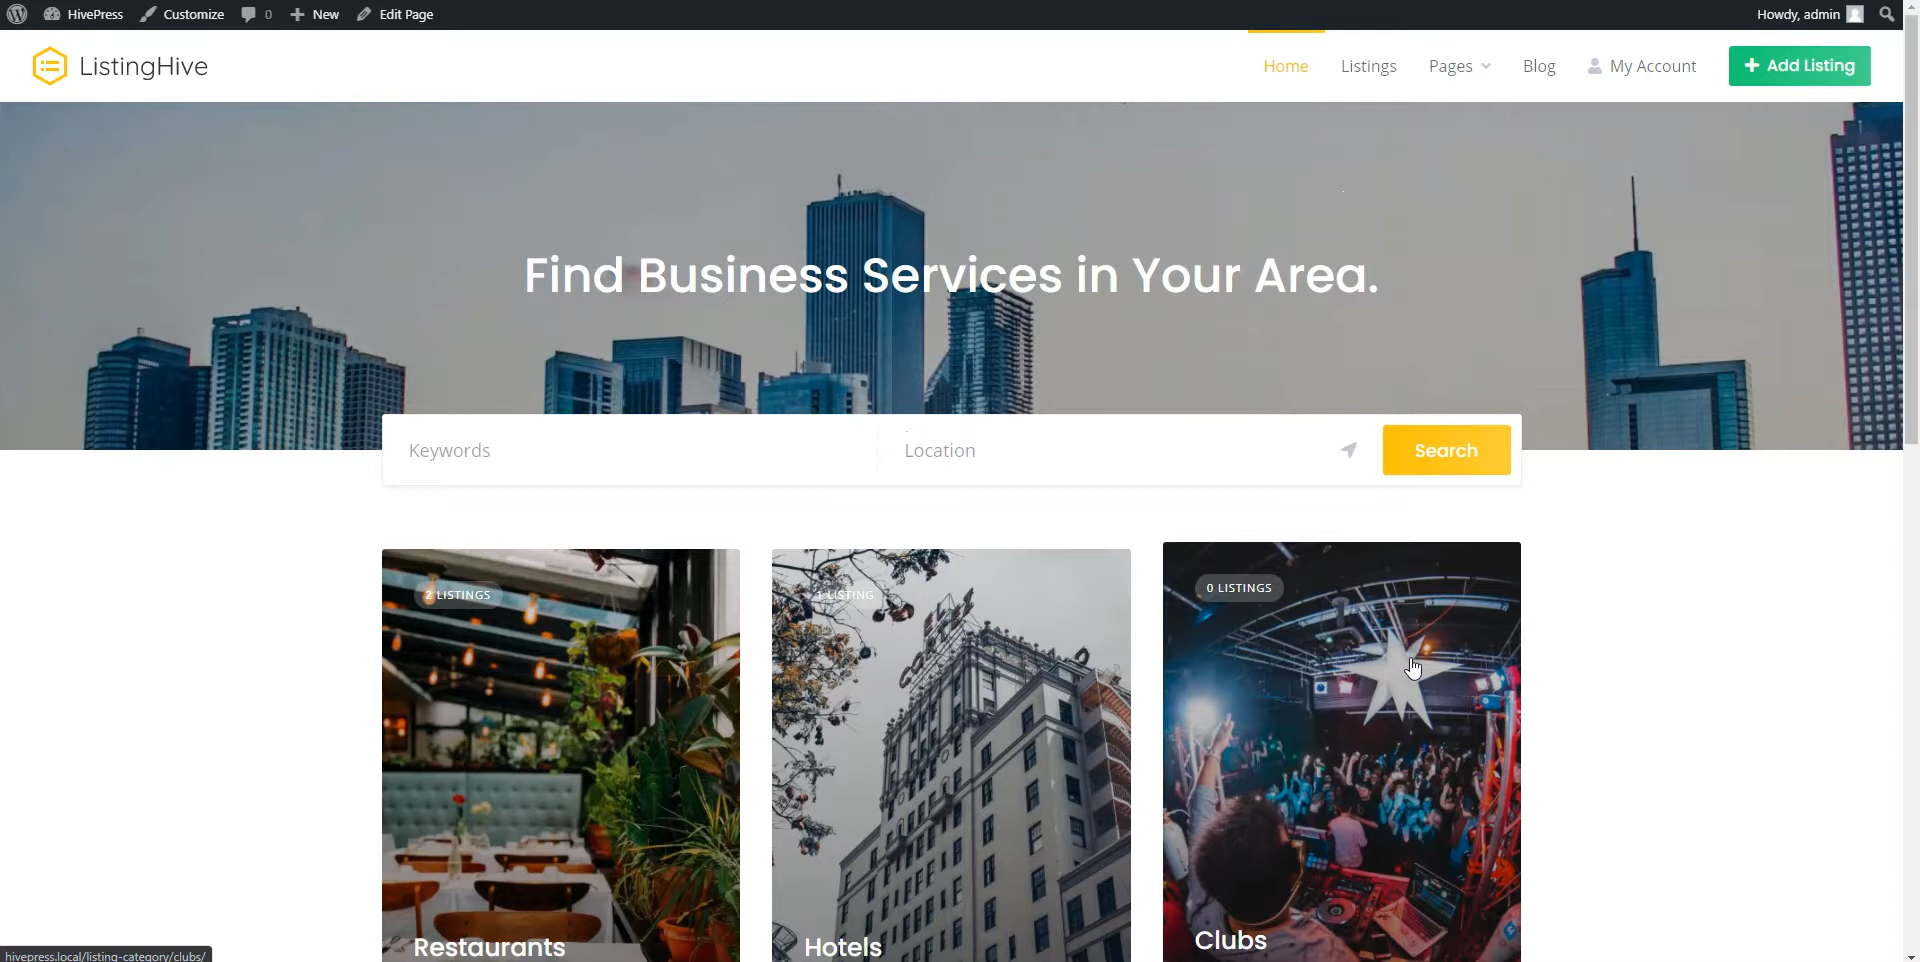 HivePress Customize 0 New Edit Page Howdy, admin
ListingHive
Home Listings Pages Blog My Account Add Listing
Find Business Services in Your Area.
Keywords Location Search
2 LISTINGS
Restaurants
1 LISTING
Hotels
0 LISTINGS
Clubs
hivepress.local/listing-category/clubs/